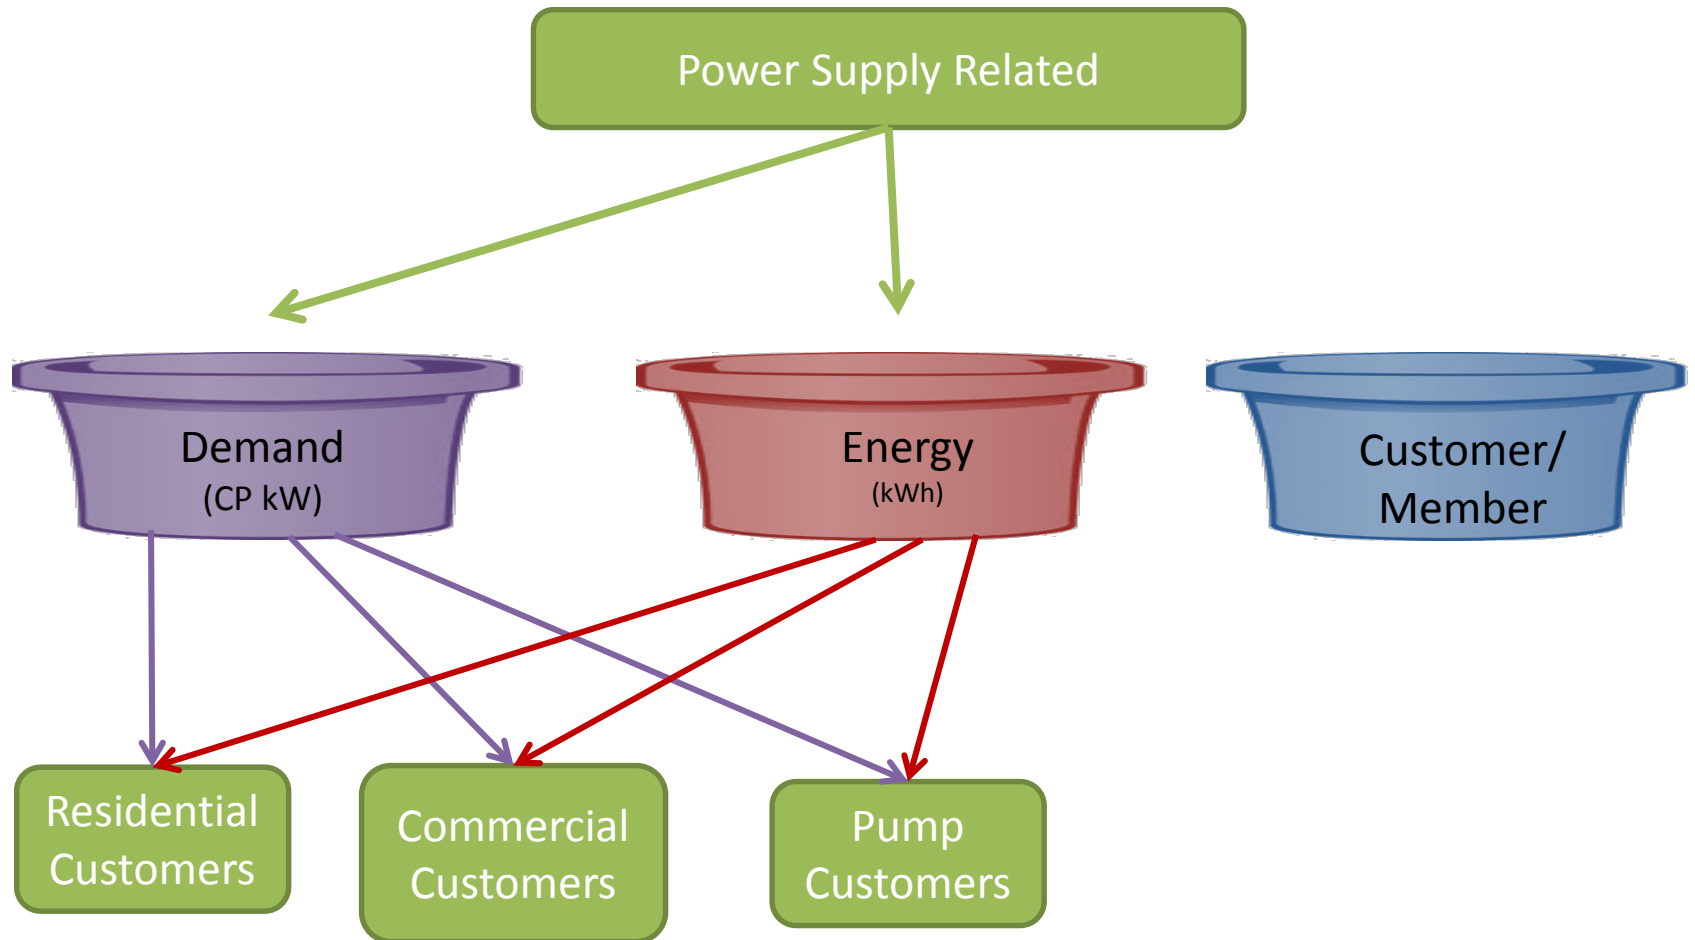 Power Supply Related
Demand
(CP kW)
Energy
(kWh)
Customer/
Member
Residential
Customers
Commercial
Customers
Pump
Customers